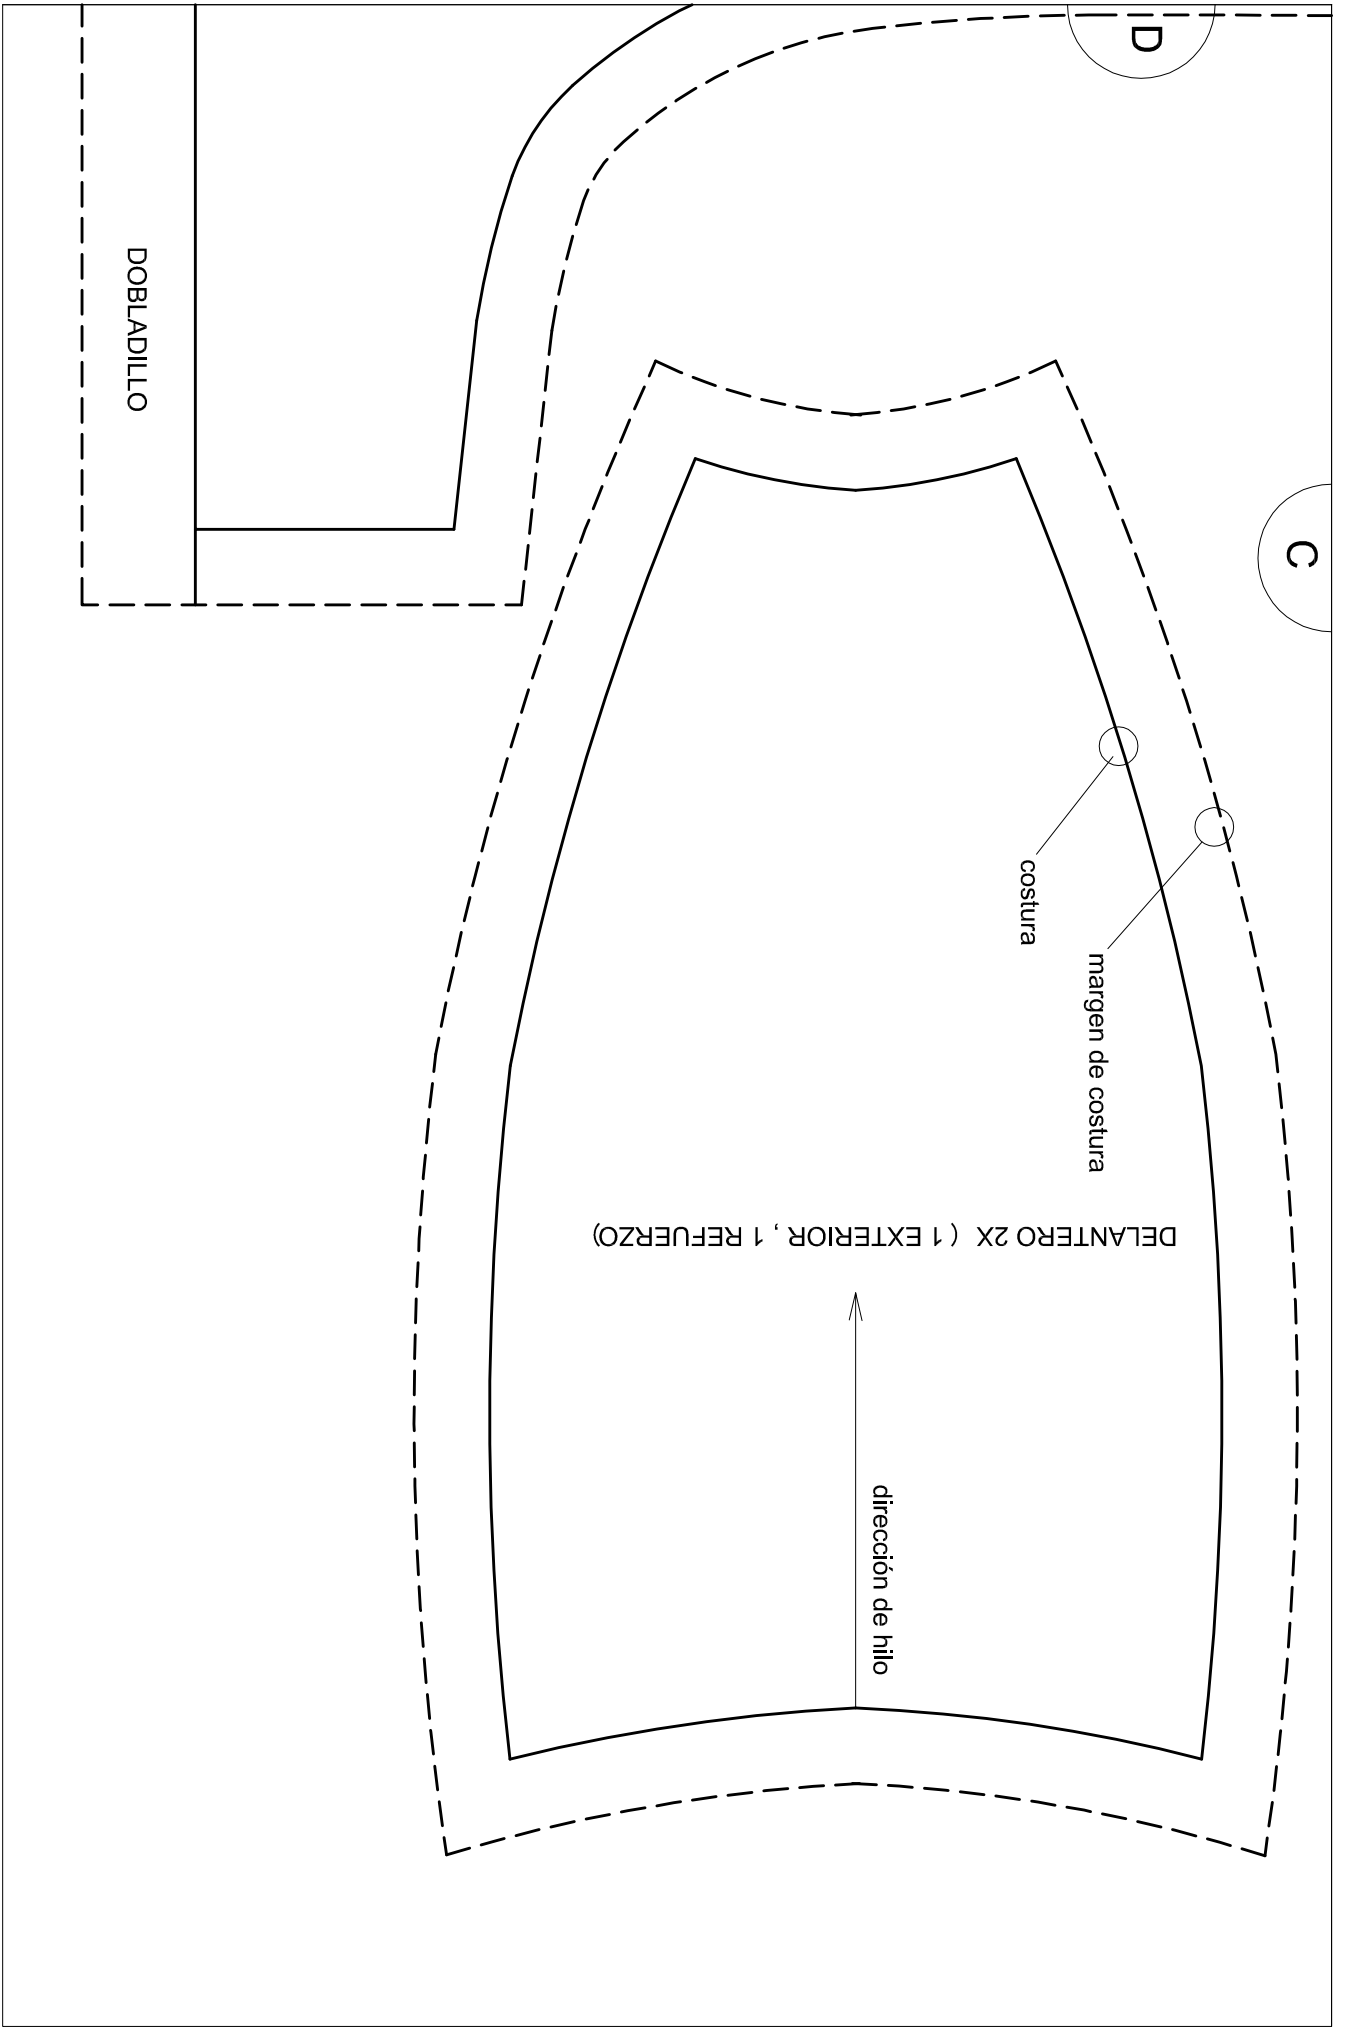 D
C
DOBLADILLO
costura
margen de costura
DELANTERO 2X ( 1 EXTERIOR , 1 REFUERZO)
dirección de hilo